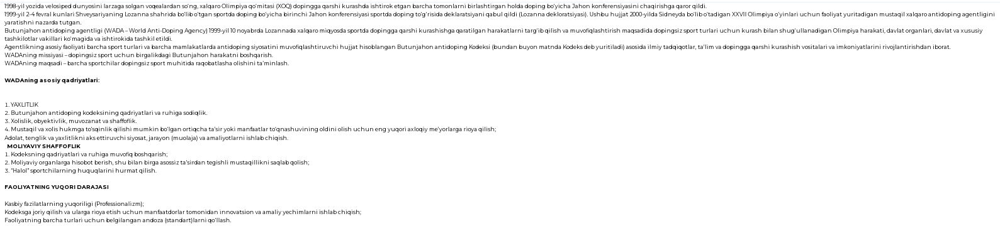 1998-yil yozida velosiped dunyosini larzaga solgan voqealardan so‘ng, xalqaro Olimpiya qo‘mitasi (XOQ) dopingga qarshi kurashda ishtirok etgan barcha tomonlarni birlashtirgan holda doping bo‘yicha Jahon konferensiyasini chaqirishga qaror qildi.
1999-yil 2-4 fevral kunlari Shveysariyaning Lozanna shahrida bo‘lib o‘tgan sportda doping bo‘yicha birinchi Jahon konferensiyasi sportda doping to‘g‘risida deklaratsiyani qabul qildi (Lozanna dekloratsiyasi). Ushbu hujjat 2000-yilda Sidneyda bo‘lib o‘tadigan XXVII Olimpiya o‘yinlari uchun faoliyat yuritadigan mustaqil xalqaro antidoping agentligini
yaratishni nazarda tutgan.
Butunjahon antidoping agentligi (WADA – World Anti-Doping Agency) 1999-yil 10 noyabrda Lozannada xalqaro miqyosda sportda dopingga qarshi kurashishga qaratilgan harakatlarni targ‘ib qilish va muvofiqlashtirish maqsadida dopingsiz sport turlari uchun kurash bilan shug‘ullanadigan Olimpiya harakati, davlat organlari, davlat va xususiy
tashkilotlar vakillari ko‘magida va ishtirokida tashkil etildi.
Agentlikning asosiy faoliyati barcha sport turlari va barcha mamlakatlarda antidoping siyosatini muvofiqlashtiruvchi hujjat hisoblangan Butunjahon antidoping Kodeksi (bundan buyon matnda Kodeks deb yuritiladi) asosida ilmiy tadqiqotlar, ta’lim va dopingga qarshi kurashish vositalari va imkoniyatlarini rivojlantirishdan iborat.
WADAning missiyasi – dopingsiz sport uchun birgalikdagi Butunjahon harakatni boshqarish.
WADAning maqsadi – barcha sportchilar dopingsiz sport muhitida raqobatlasha olishini ta’minlash.
WADAning asosiy qadriyatlari:
1. YAXLITLIK
2. Butunjahon antidoping kodeksining qadriyatlari va ruhiga sodiqlik.
3. Xolislik, obyektivlik, muvozanat va shaffoflik.
4. Mustaqil va xolis hukmga to‘sqinlik qilishi mumkin bo‘lgan ortiqcha ta’sir yoki manfaatlar to‘qnashuvining oldini olish uchun eng yuqori axloqiy me’yorlarga rioya qilish;
Adolat, tenglik va yaxlitlikni aks ettiruvchi siyosat, jarayon (muolaja) va amaliyotlarni ishlab chiqish.
MOLIYAVIY SHAFFOFLIK
1. Kodeksning qadriyatlari va ruhiga muvofiq boshqarish;
2. Moliyaviy organlarga hisobot berish, shu bilan birga asossiz ta’sirdan tegishli mustaqillikni saqlab qolish;
3. “Halol” sportchilarning huquqlarini hurmat qilish.
FAOLIYATNING YUQORI DARAJASI
Kasbiy fazilatlarning yuqoriligi (Professionalizm);
Kodeksga joriy qilish va ularga rioya etish uchun manfaatdorlar tomonidan innovatsion va amaliy yechimlarni ishlab chiqish;
Faoliyatning barcha turlari uchun belgilangan andoza (standart)larni qo‘llash.